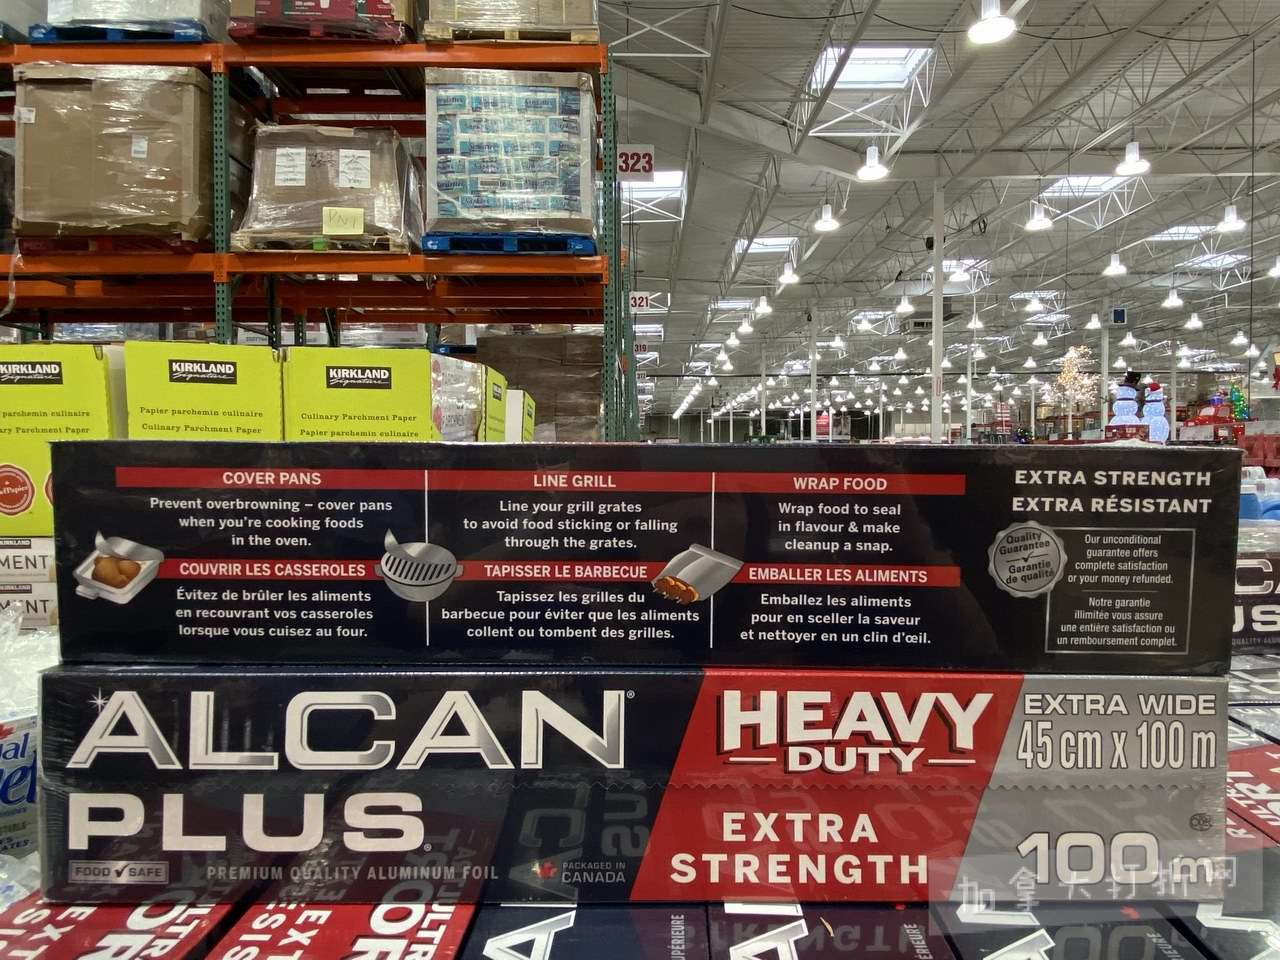 323
321
319
PNI
KIRKLAND
Signature
KIRKLAND
Signature
Papier parchemin culinaire
Culinary Parchment Paper
KIRKLAND
Signature
Culinary Parchment Paper
Papier parchemin culinaire
COVER PANS
Prevent overbrowning – cover pans
when you're cooking foods
in the oven.
COUVRIR LES CASSEROLES
Évitez de brûler les aliments
en recouvrant vos casseroles
lorsque vous cuisez au four.
LINE GRILL
Line your grill grates
to avoid food sticking or falling
through the grates.
TAPISSER LE BARBECUE
Tapissez les grilles du
barbecue pour éviter que les aliments
collent ou tombent des grilles.
WRAP FOOD
Wrap food to seal
in flavour & make
cleanup a snap.
EMBALLER LES ALIMENTS
Emballez les aliments
pour en sceller la saveur
et nettoyer en un clin d'œil.
EXTRA STRENGTH
EXTRA RÉSISTANT
Quality
Guarantee
Garantie
de qualité
Our unconditional
guarantee offers
complete satisfaction
or your money refunded.
Notre garantie
illimitée vous assure
une entière satisfaction ou
un remboursement complet.
ALCAN®
PLUS®
FOOD SAFE
PREMIUM QUALITY ALUMINUM FOIL
PACKAGED IN
CANADA
HEAVY
DUTY
EXTRA
STRENGTH
EXTRA WIDE
45 cm x 100 m
100 m
加拿大打折网